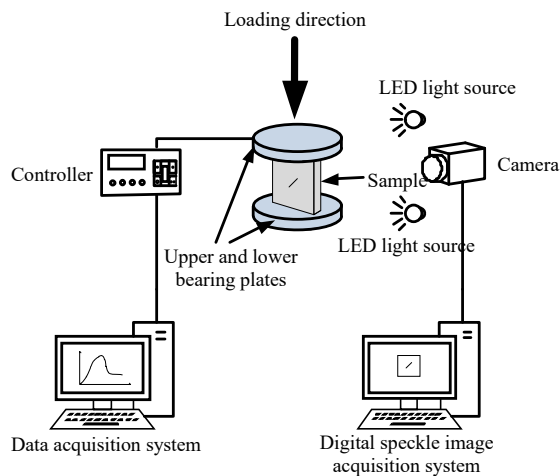 Loading direction
LED light source
Controller
Sample
Camera
LED light source
Upper and lower
bearing plates
Data acquisition system
Digital speckle image
acquisition system